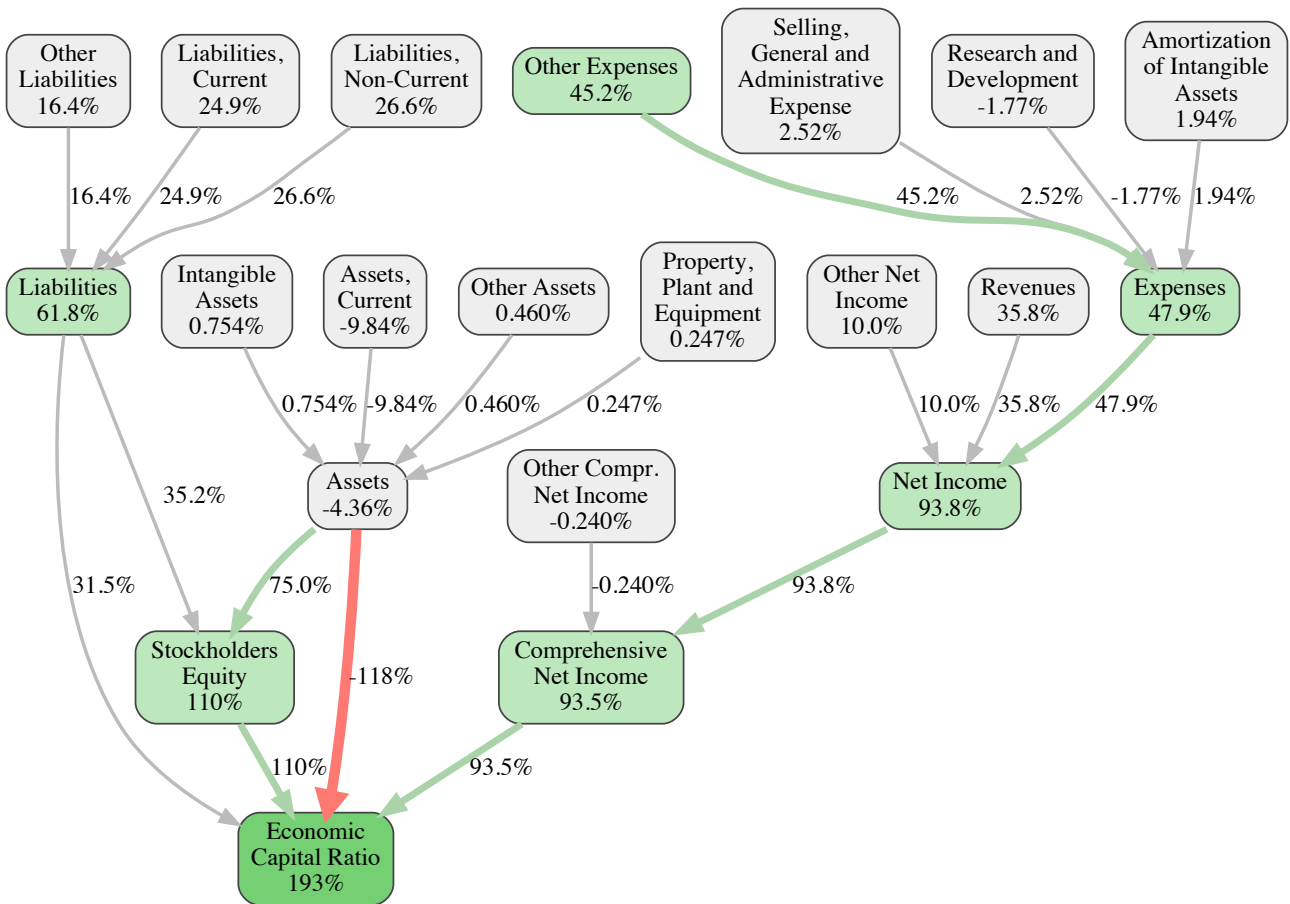 Other
Liabilities
16.4%
Liabilities,
Current
24.9%
Liabilities,
Non-Current
26.6%
Other Expenses
45.2%
Selling,
General and
Administrative
Expense
2.52%
Research and
Development
-1.77%
Amortization
of Intangible
Assets
1.94%
16.4%
24.9%
26.6%
45.2%
2.52%
-1.77%
1.94%
Liabilities
61.8%
Intangible
Assets
0.754%
Assets,
Current
-9.84%
Other Assets
0.460%
Property,
Plant and
Equipment
0.247%
Other Net
Income
10.0%
Revenues
35.8%
Expenses
47.9%
0.754%
-9.84%
0.460%
0.247%
10.0%
35.8%
47.9%
Assets
-4.36%
Other Compr.
Net Income
-0.240%
Net Income
93.8%
35.2%
31.5%
75.0%
-0.240%
93.8%
Stockholders
Equity
110%
-118%
Comprehensive
Net Income
93.5%
110%
93.5%
Economic
Capital Ratio
193%